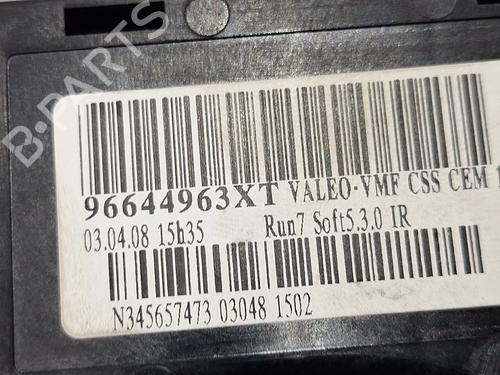 B-PARTS
96644963XT VALEO-VMF CSS CEM
03.04.08 15h35 Run7 Soft5.3.0 IR
N345657473 03048 1502